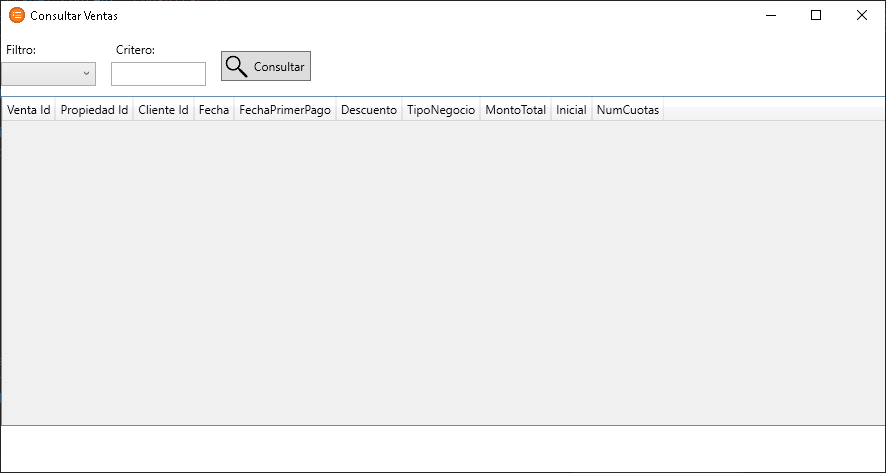 Consultar Ventas
Filtro: Critero:
Consultar
Venta Id Propiedad Id Cliente Id Fecha FechaPrimerPago Descuento TipoNegocio MontoTotal Inicial NumCuotas